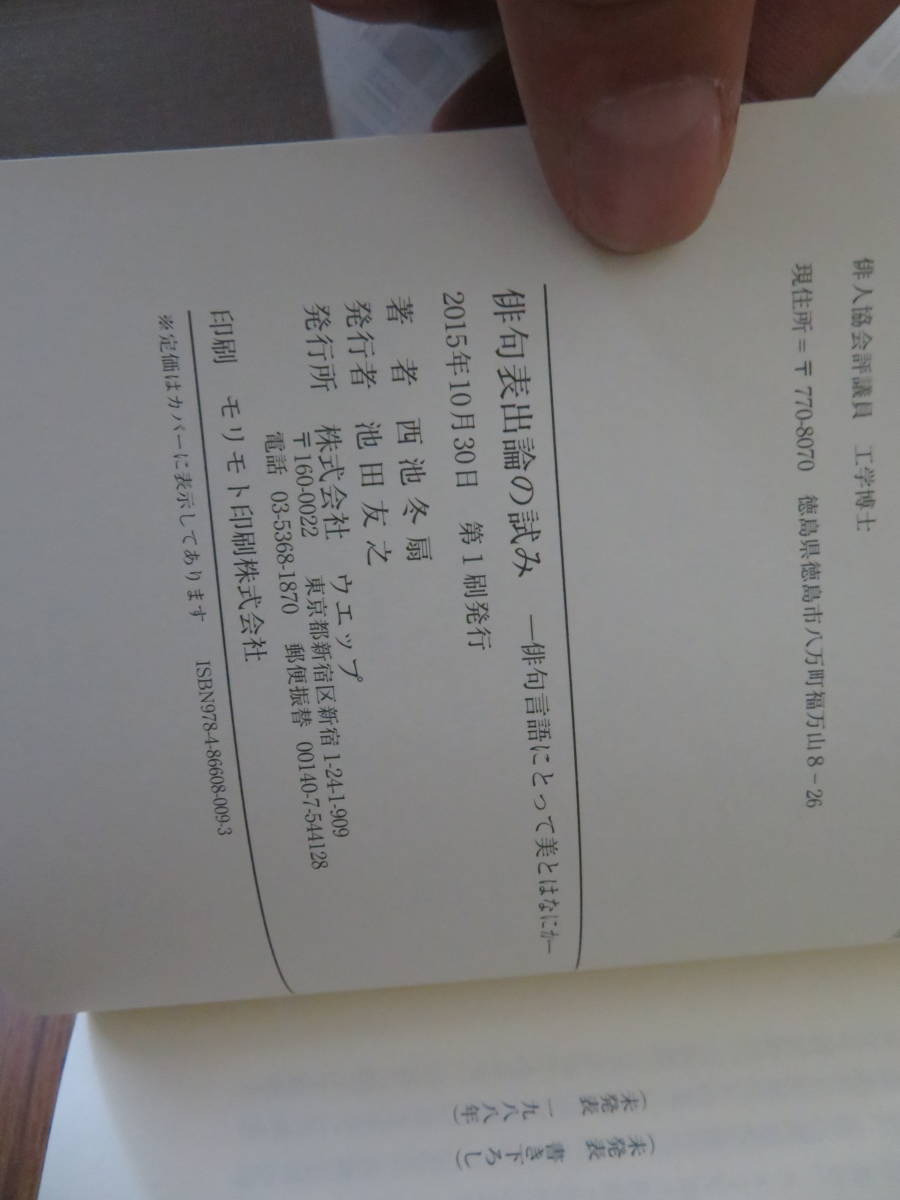 俳人協会評議員　工学博士
現住所＝〒770-8070　徳島県徳島市八万町福万山8－26
俳句表出論の試み　―俳句言語にとって美とはなにか―
2015年10月30日　第1刷発行
著　者　西池冬扇
発行者　池田友之
発行所　株式会社　ウエップ
〒160-0022　東京都新宿区新宿1-24-1-909
電話　03-5368-1870　郵便振替　00140-7-544128
印刷　モリモト印刷株式会社
※定価はカバーに表示してあります　ISBN978-4-86608-009-3
（未発表　一九八八年）
（未発表　書き下ろし）